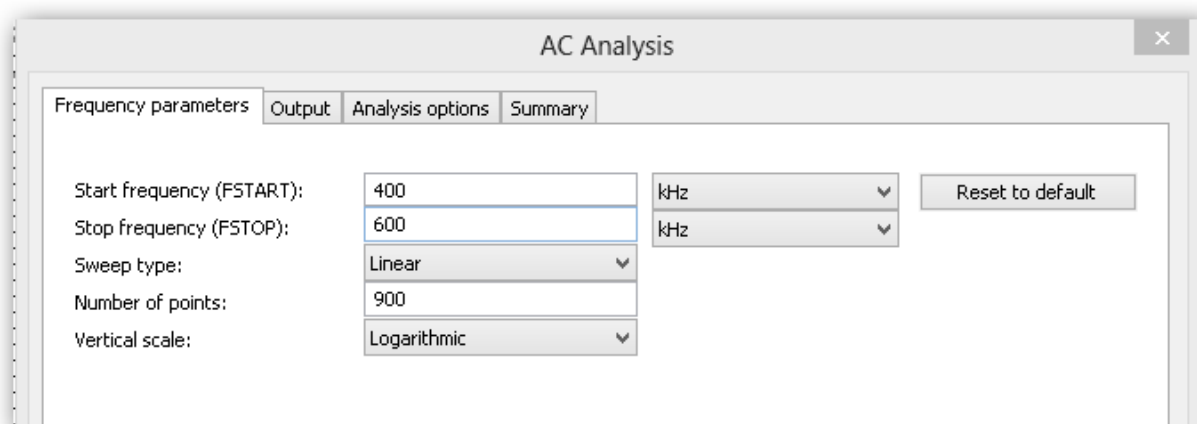 AC Analysis
Frequency parameters Output Analysis options Summary
Start frequency (FSTART): 400 kHz Reset to default
Stop frequency (FSTOP): 600 kHz
Sweep type: Linear
Number of points: 900
Vertical scale: Logarithmic